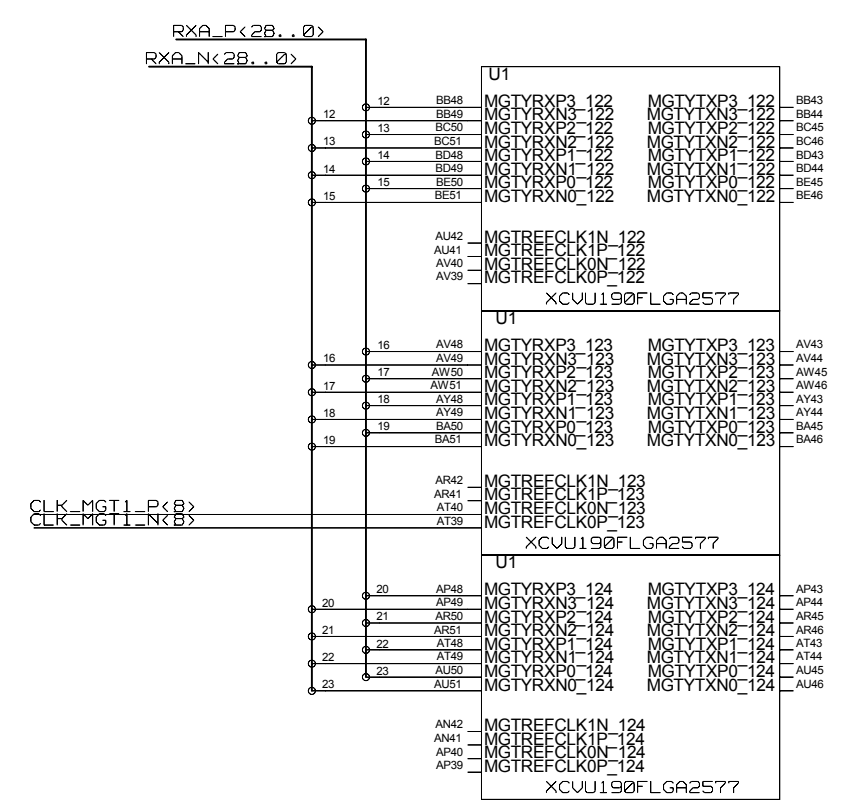 RXA_P<28..0>
RXA_N<28..0>
U1
12 BB48 MGTYRXP3_122 MGTYTXP3_122 BB43
12 BB49 MGTYRXN3_122 MGTYTXN3_122 BB44
13 BC50 MGTYRXP2_122 MGTYTXP2_122 BC45
13 BC51 MGTYRXN2_122 MGTYTXN2_122 BC46
14 BD48 MGTYRXP1_122 MGTYTXP1_122 BD43
14 BD49 MGTYRXN1_122 MGTYTXN1_122 BD44
15 BE50 MGTYRXP0_122 MGTYTXP0_122 BE45
15 BE51 MGTYRXN0_122 MGTYTXN0_122 BE46
AU42 MGTREFCLK1N_122
AU41 MGTREFCLK1P_122
AV40 MGTREFCLK0N_122
AV39 MGTREFCLK0P_122
XCVU190FLGA2577
U1
16 AV48 MGTYRXP3_123 MGTYTXP3_123 AV43
16 AV49 MGTYRXN3_123 MGTYTXN3_123 AV44
17 AW50 MGTYRXP2_123 MGTYTXP2_123 AW45
17 AW51 MGTYRXN2_123 MGTYTXN2_123 AW46
18 AY48 MGTYRXP1_123 MGTYTXP1_123 AY43
18 AY49 MGTYRXN1_123 MGTYTXN1_123 AY44
19 BA50 MGTYRXP0_123 MGTYTXP0_123 BA45
19 BA51 MGTYRXN0_123 MGTYTXN0_123 BA46
AR42 MGTREFCLK1N_123
AR41 MGTREFCLK1P_123
CLK_MGT1_P<8> AT40 MGTREFCLK0N_123
CLK_MGT1_N<8> AT39 MGTREFCLK0P_123
XCVU190FLGA2577
U1
20 AP48 MGTYRXP3_124 MGTYTXP3_124 AP43
20 AP49 MGTYRXN3_124 MGTYTXN3_124 AP44
21 AR50 MGTYRXP2_124 MGTYTXP2_124 AR45
21 AR51 MGTYRXN2_124 MGTYTXN2_124 AR46
22 AT48 MGTYRXP1_124 MGTYTXP1_124 AT43
22 AT49 MGTYRXN1_124 MGTYTXN1_124 AT44
23 AU50 MGTYRXP0_124 MGTYTXP0_124 AU45
23 AU51 MGTYRXN0_124 MGTYTXN0_124 AU46
AN42 MGTREFCLK1N_124
AN41 MGTREFCLK1P_124
AP40 MGTREFCLK0N_124
AP39 MGTREFCLK0P_124
XCVU190FLGA2577